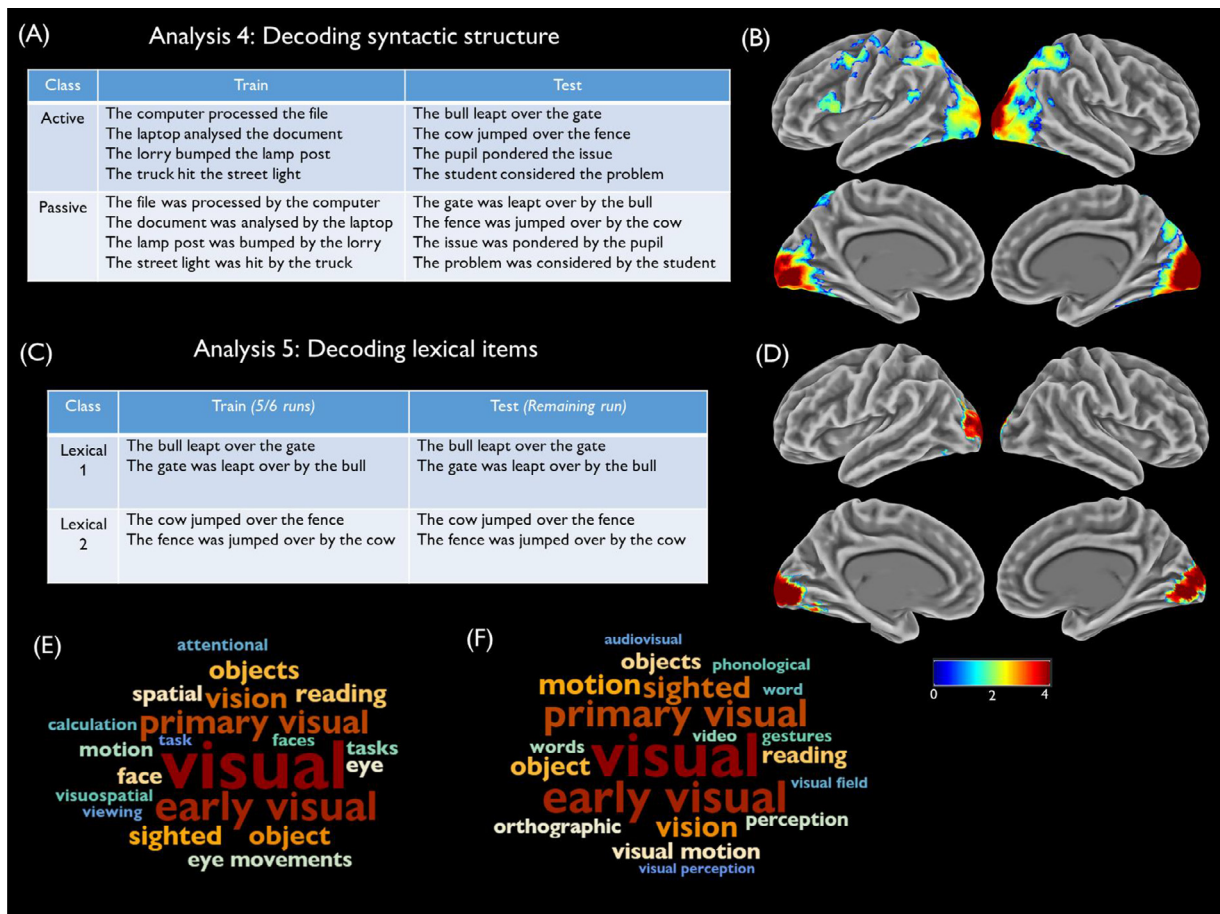 (A)
Analysis 4: Decoding syntactic structure
(B)
Class Train Test
Active
The computer processed the file The bull leapt over the gate
The laptop analysed the document The cow jumped over the fence
The lorry bumped the lamp post The pupil pondered the issue
The truck hit the street light The student considered the problem
Passive
The file was processed by the computer The gate was leapt over by the bull
The document was analysed by the laptop The fence was jumped over by the cow
The lamp post was bumped by the lorry The issue was pondered by the pupil
The street light was hit by the truck The problem was considered by the student
(C)
Analysis 5: Decoding lexical items
(D)
Class Train (5/6 runs) Test (Remaining run)
Lexical 1
The bull leapt over the gate The bull leapt over the gate
The gate was leapt over by the bull The gate was leapt over by the bull
Lexical 2
The cow jumped over the fence The cow jumped over the fence
The fence was jumped over by the cow The fence was jumped over by the cow
0 2 4
(E)
attentional
objects
spatial vision reading
calculation primary visual
motion task faces tasks
face visual eye
visuospatial
viewing early visual
sighted object
eye movements
(F)
audiovisual
objects phonological
motion sighted word
primary visual
words video gestures
object visual reading
early visual visual field
orthographic vision perception
visual motion
visual perception